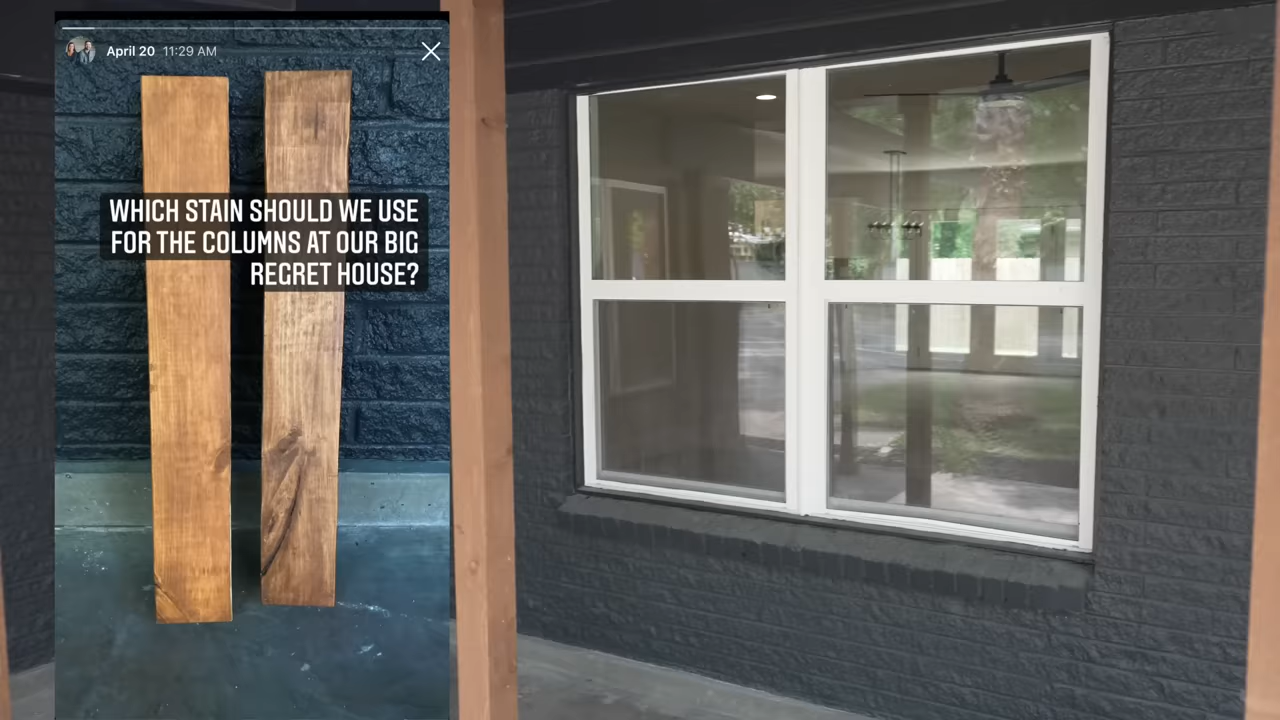 April 20 11:29 AM
WHICH STAIN SHOULD WE USE
FOR THE COLUMNS AT OUR BIG
REGRET HOUSE?